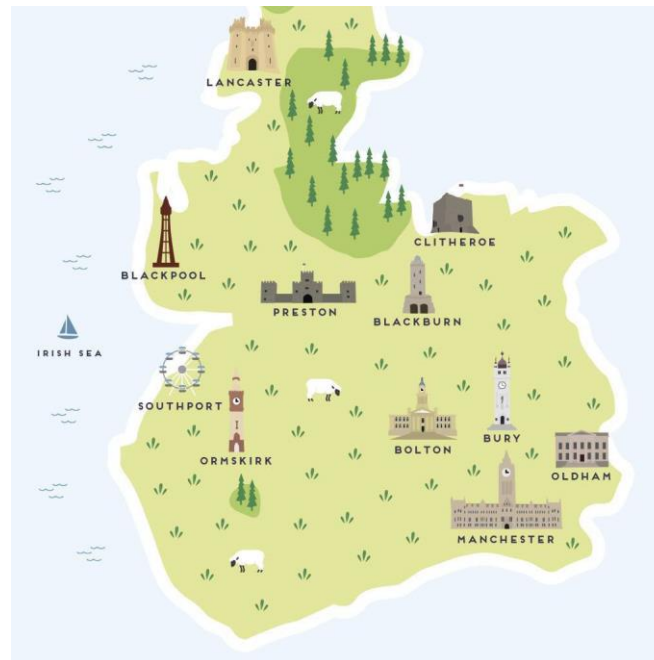 LANCASTER
CLITHEROE
BLACKPOOL
PRESTON
BLACKBURN
IRISH SEA
SOUTHPORT
BURY
BOLTON
ORMSKIRK
OLDHAM
MANCHESTER